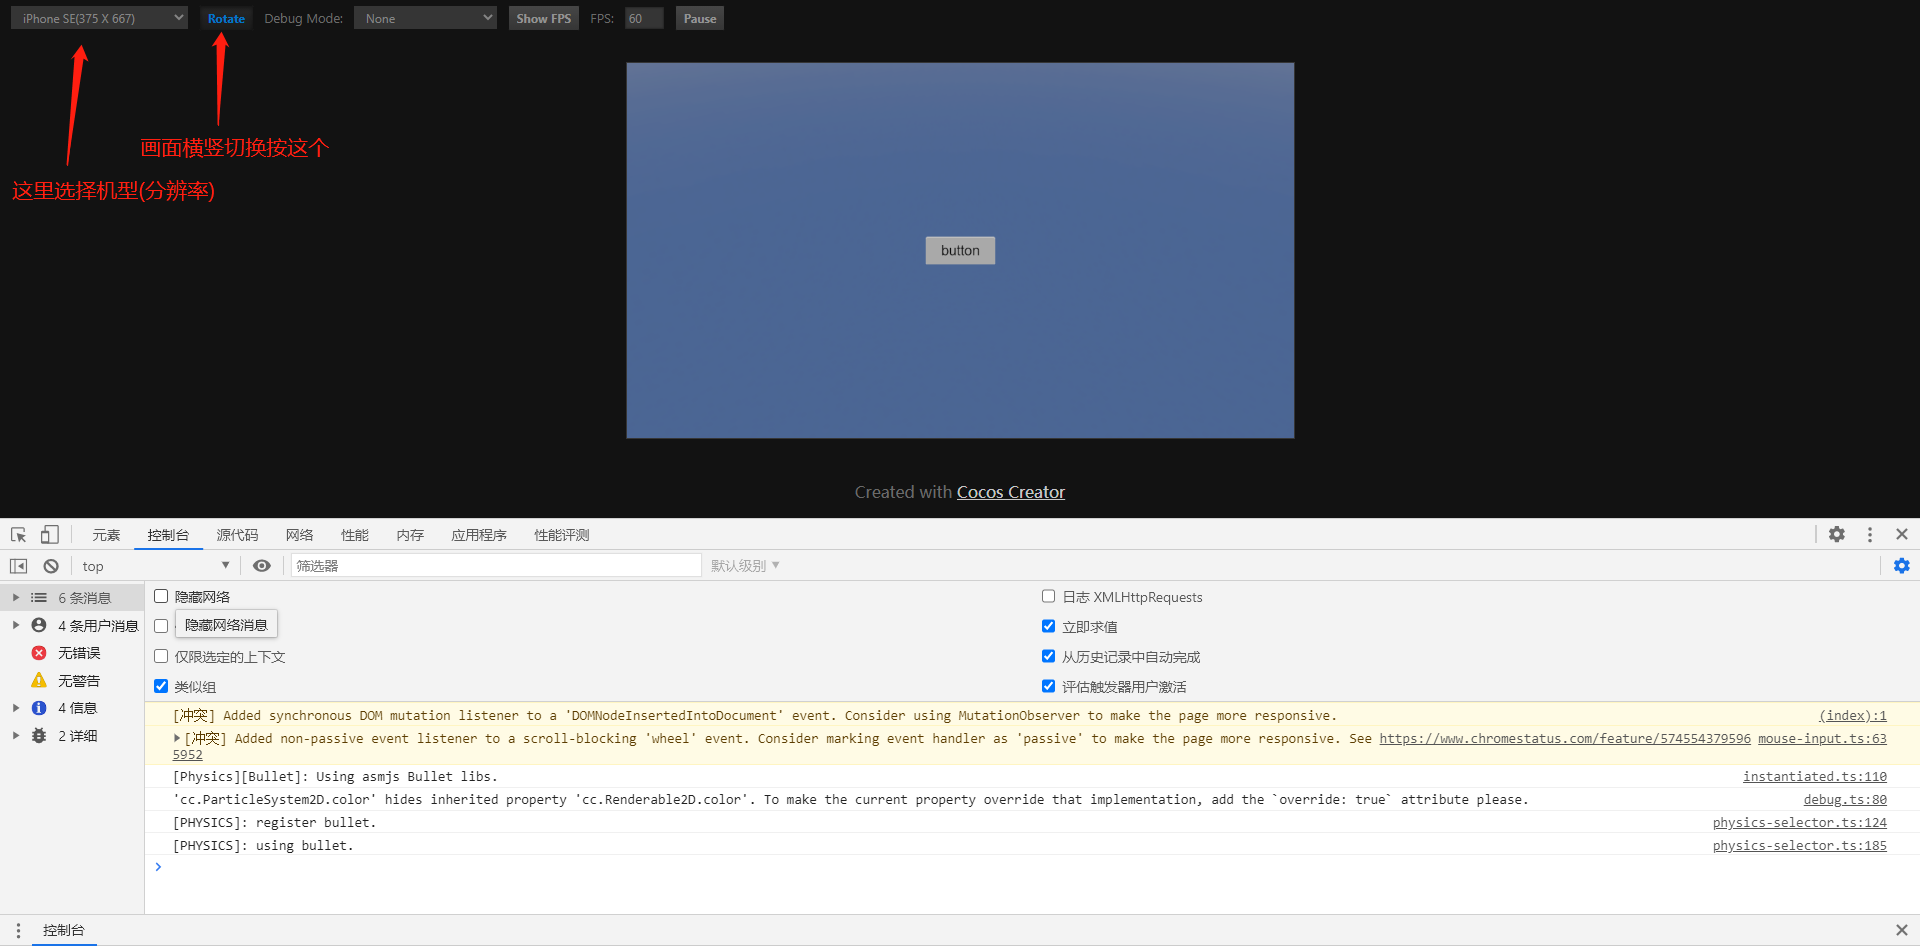 iPhone SE(375 X 667) Rotate Debug Mode: None Show FPS FPS: 60 Pause
画面横竖切换按这个
这里选择机型(分辨率)
button
Created with Cocos Creator
元素 控制台 源代码 网络 性能 内存 应用程序 性能评测
top 筛选器 默认级别
6 条消息
4 条用户消息
无错误
无警告
4 信息
2 详细
隐藏网络
隐藏网络消息
仅限选定的上下文
类似组
日志 XMLHttpRequests
立即求值
从历史记录中自动完成
评估触发器用户激活
[冲突] Added synchronous DOM mutation listener to a 'DOMNodeInsertedIntoDocument' event. Consider using MutationObserver to make the page more responsive. (index):1
[冲突] Added non-passive event listener to a scroll-blocking 'wheel' event. Consider marking event handler as 'passive' to make the page more responsive. See https://www.chromestatus.com/feature/574554379596 mouse-input.ts:63
5952
[Physics][Bullet]: Using asmjs Bullet libs. instantiated.ts:110
'cc.ParticleSystem2D.color' hides inherited property 'cc.Renderable2D.color'. To make the current property override that implementation, add the `override: true` attribute please. debug.ts:80
[PHYSICS]: register bullet. physics-selector.ts:124
[PHYSICS]: using bullet. physics-selector.ts:185
控制台